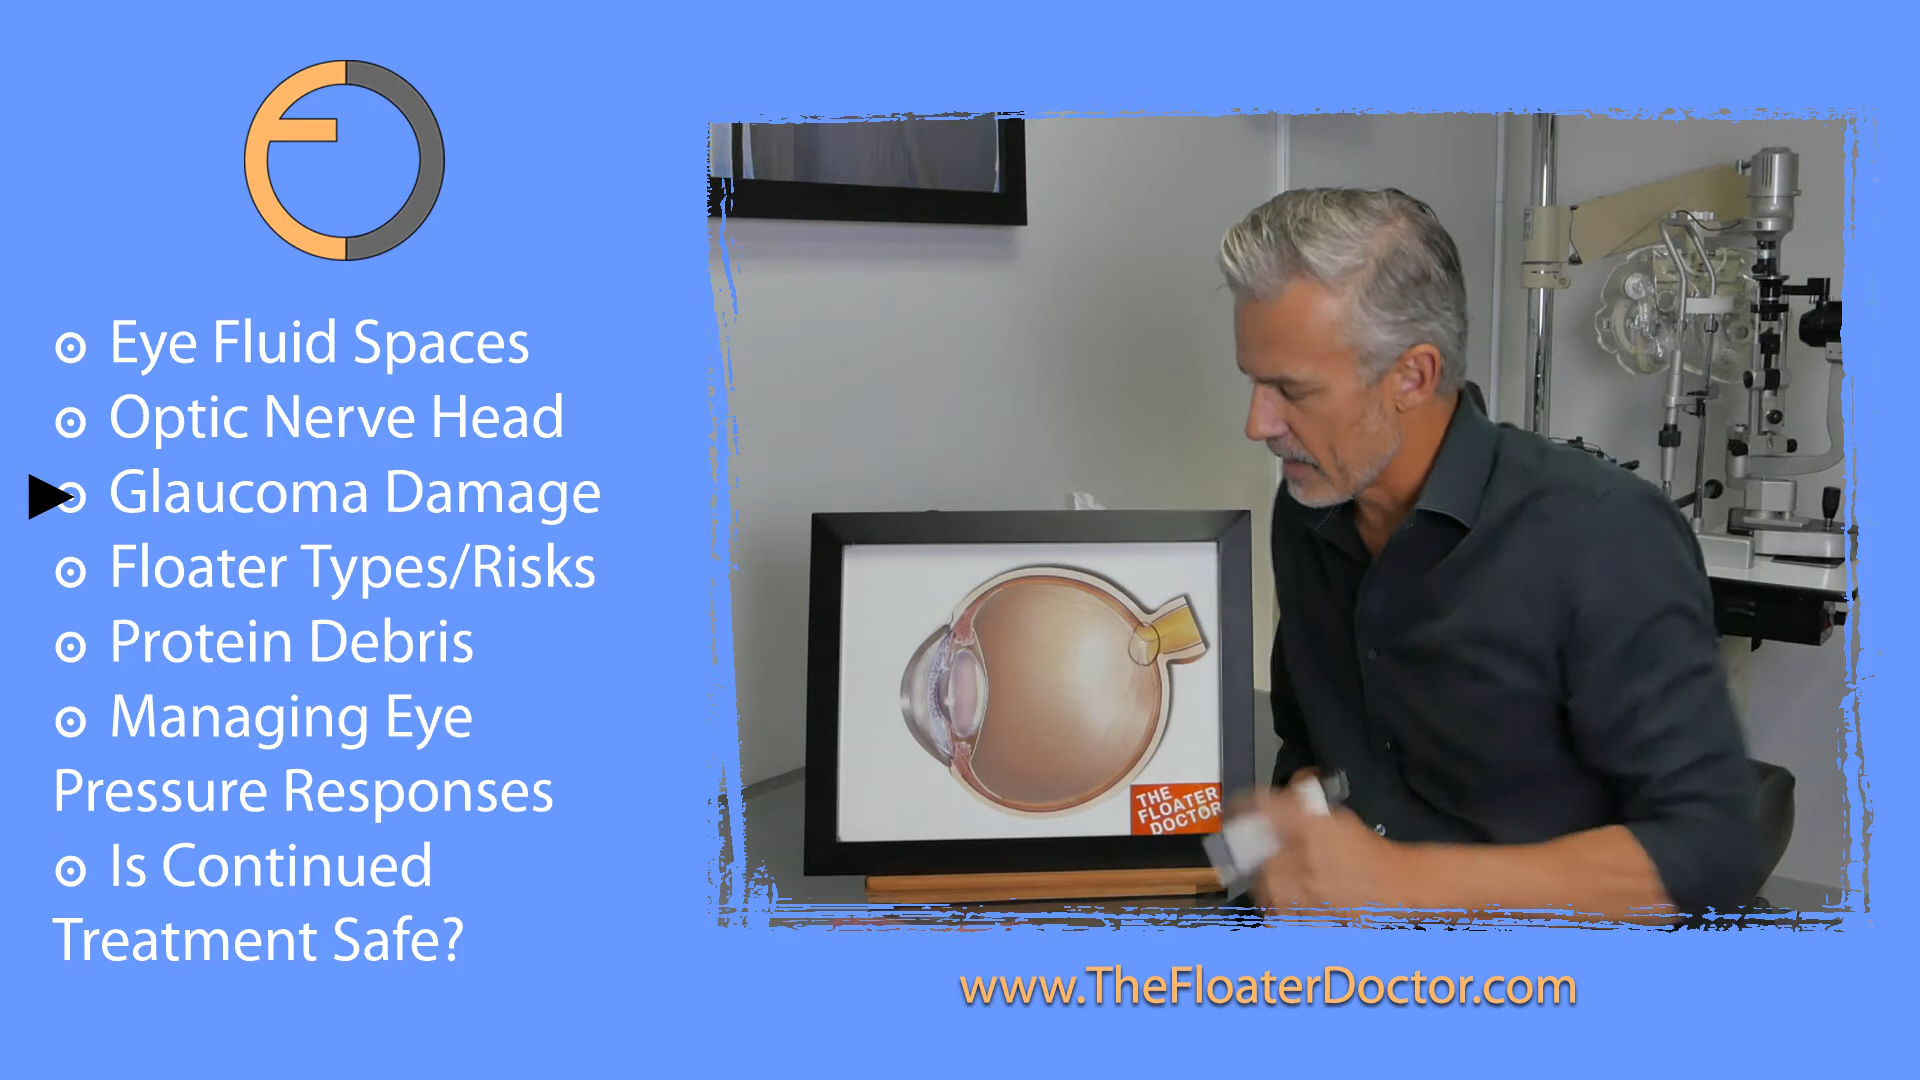 Eye Fluid Spaces
Optic Nerve Head
Glaucoma Damage
Floater Types/Risks
Protein Debris
Managing Eye
Pressure Responses
Is Continued
Treatment Safe?
THE
FLOATER
DOCTOR
www.TheFloaterDoctor.com